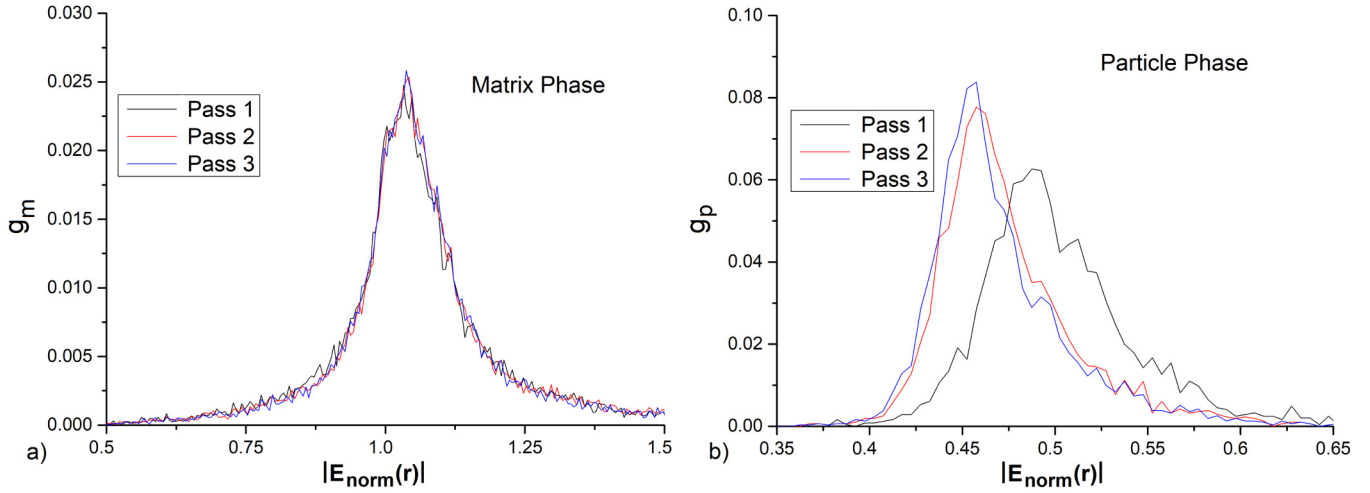 0.030
0.025
0.020
0.015
0.010
0.005
0.000
g_m
Matrix Phase
Pass 1
Pass 2
Pass 3
0.5
0.75
1.0
1.25
1.5
a)
|E_norm(r)|
0.10
0.08
0.06
0.04
0.02
0.00
g_p
Particle Phase
Pass 1
Pass 2
Pass 3
0.35
0.4
0.45
0.5
0.55
0.6
0.65
b)
|E_norm(r)|